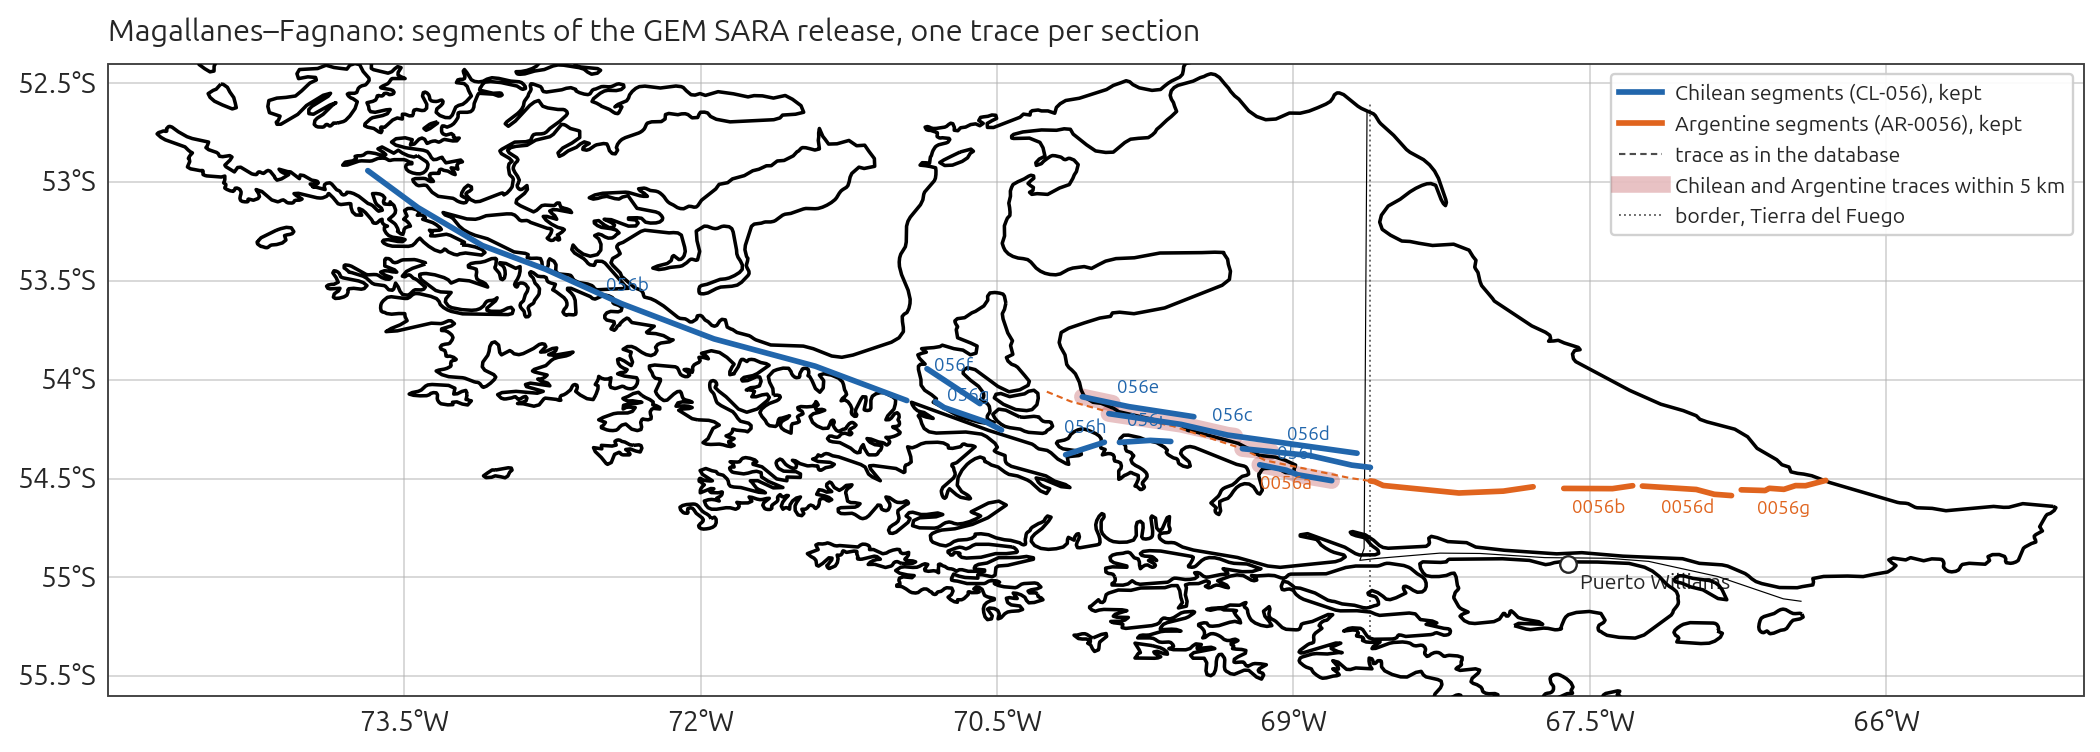 Magallanes–Fagnano: segments of the GEM SARA release, one trace per section
Chilean segments (CL-056), kept
Argentine segments (AR-0056), kept
trace as in the database
Chilean and Argentine traces within 5 km
border, Tierra del Fuego
52.5°S
53°S
53.5°S
54°S
54.5°S
55°S
55.5°S
056b
056f
056g
056e
056c
056h
056d
0056a
0056b
0056d
0056g
Puerto Williams
73.5°W
72°W
70.5°W
69°W
67.5°W
66°W